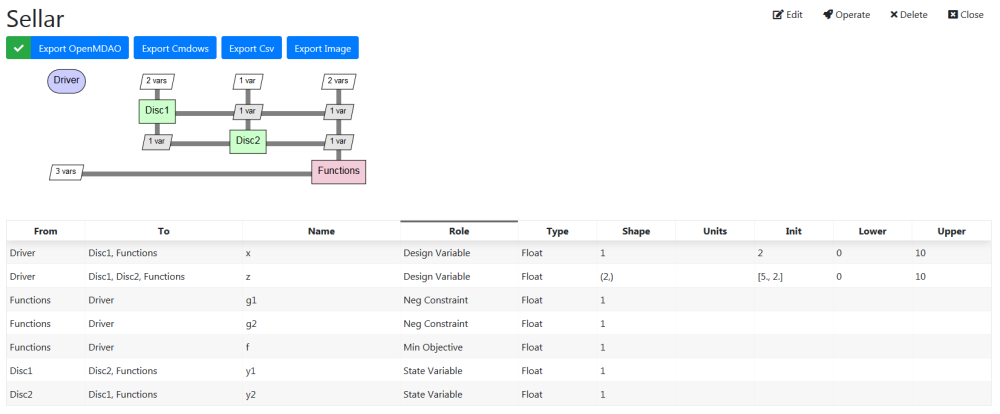 Sellar
Edit Operate Delete Close
Export OpenMDAO Export Cmdows Export Csv Export Image
Driver 2 vars 1 var 2 vars
Disc1 1 var 1 var
1 var Disc2 1 var
3 vars Functions
From To Name Role Type Shape Units Init Lower Upper
Driver Disc1, Functions x Design Variable Float 1 2 0 10
Driver Disc1, Disc2, Functions z Design Variable Float (2,) [5., 2.] 0 10
Functions Driver g1 Neg Constraint Float 1
Functions Driver g2 Neg Constraint Float 1
Functions Driver f Min Objective Float 1
Disc1 Disc2, Functions y1 State Variable Float 1
Disc2 Disc1, Functions y2 State Variable Float 1